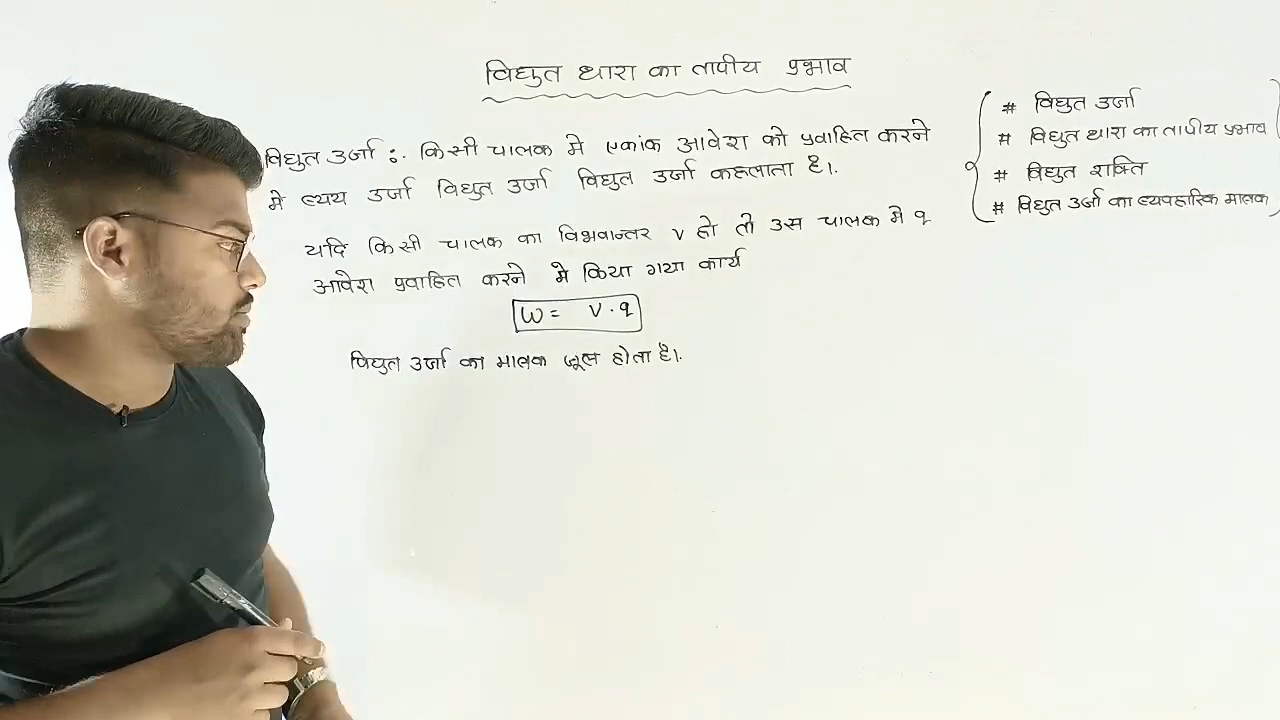 विद्युत धारा का तापीय प्रभाव
विद्युत उर्जा :. किसी चालक मे एकांक आवेश को प्रवाहित करने
मे व्यय उर्जा विद्युत उर्जा विद्युत उर्जा कहलाता है।.
यदि किसी चालक का विभवान्तर V हो तो उस चालक मे q
आवेश प्रवाहित करने मे किया गया कार्य
W = V . q
विद्युत उर्जा का मात्रक जूल होता है।.
# विद्युत उर्जा
# विद्युत धारा का तापीय प्रभाव
# विद्युत शक्ति
# विद्युत उर्जा का व्यवहारिक मात्रक